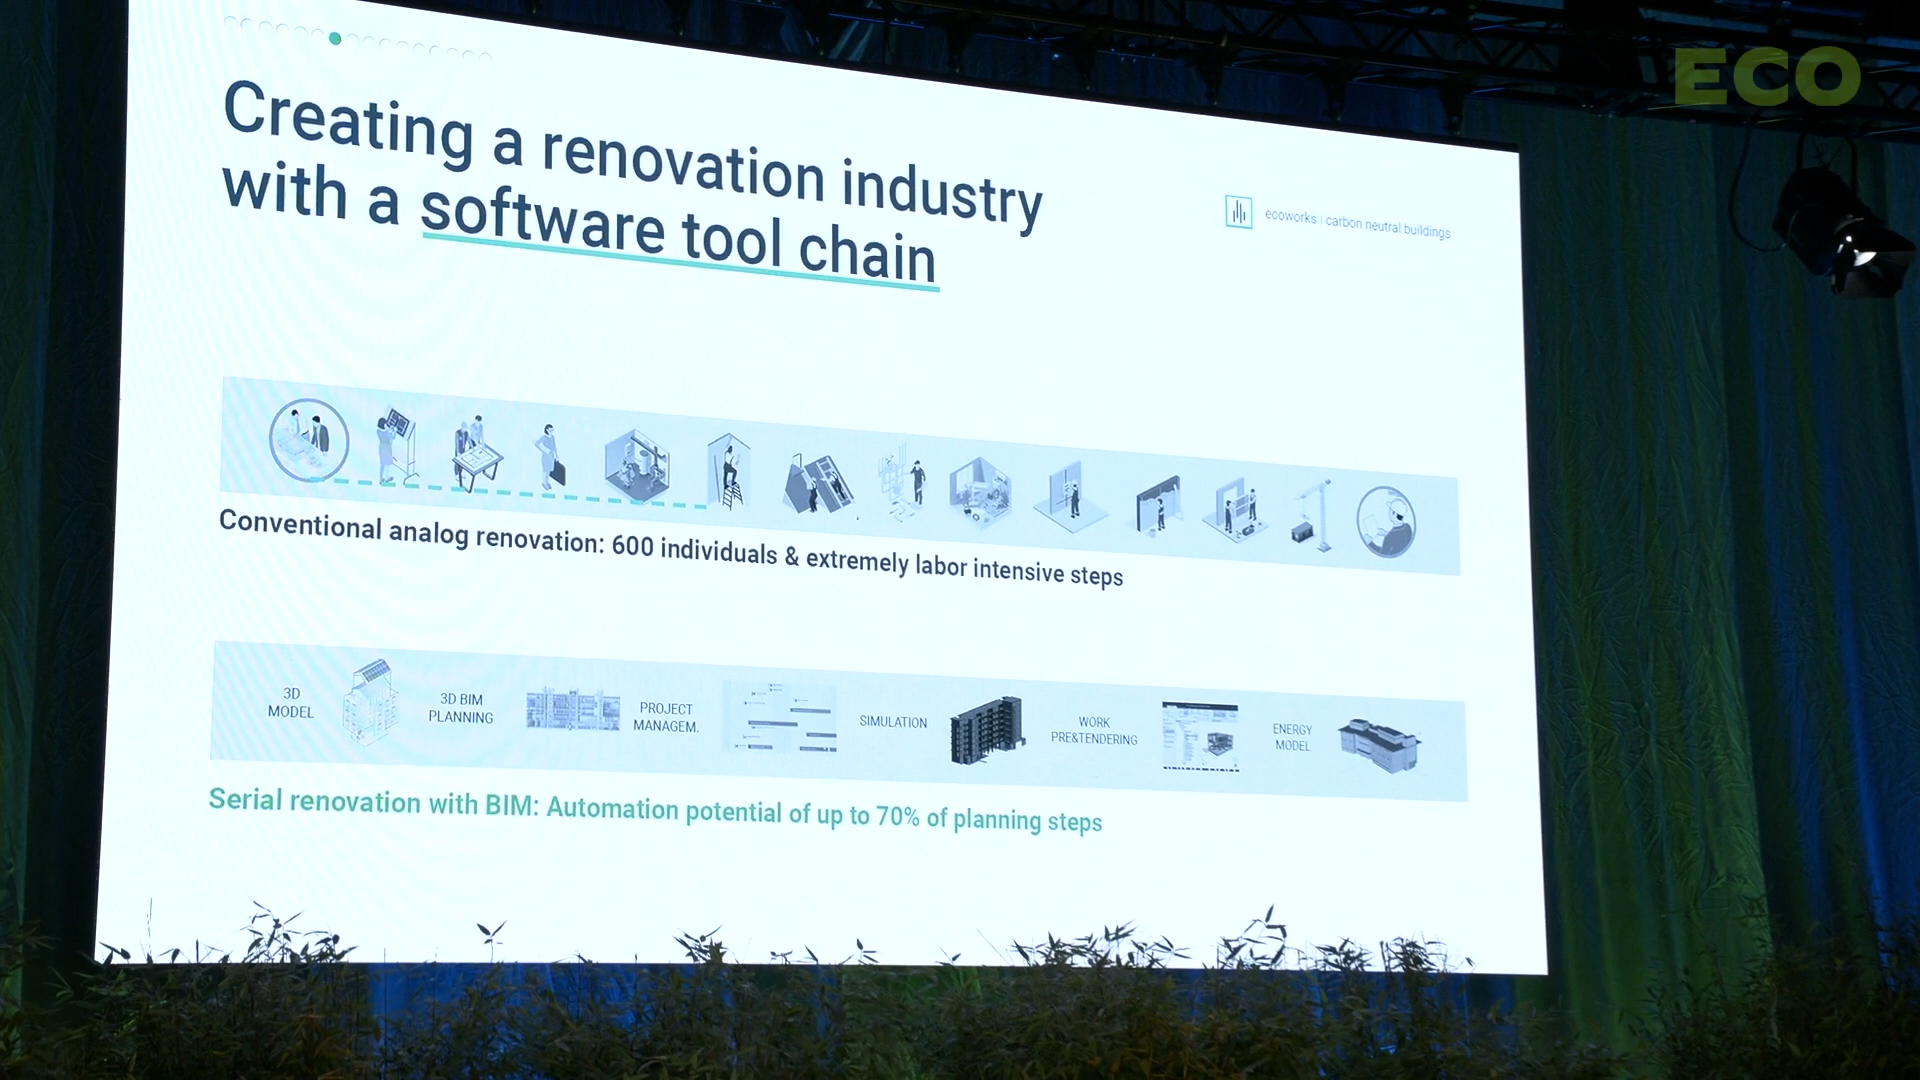 ECO
Creating a renovation industry
with a software tool chain
ecoworks | carbon neutral buildings
Conventional analog renovation: 600 individuals & extremely labor intensive steps
3D
MODEL
3D BIM
PLANNING
PROJECT
MANAGEM.
SIMULATION
WORK
PRE&TENDERING
ENERGY
MODEL
Serial renovation with BIM: Automation potential of up to 70% of planning steps